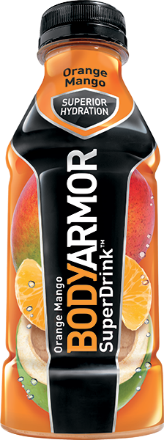 Orange
Mango
SUPERIOR
HYDRATION
Orange Mango
BODYARMOR
SuperDrink™